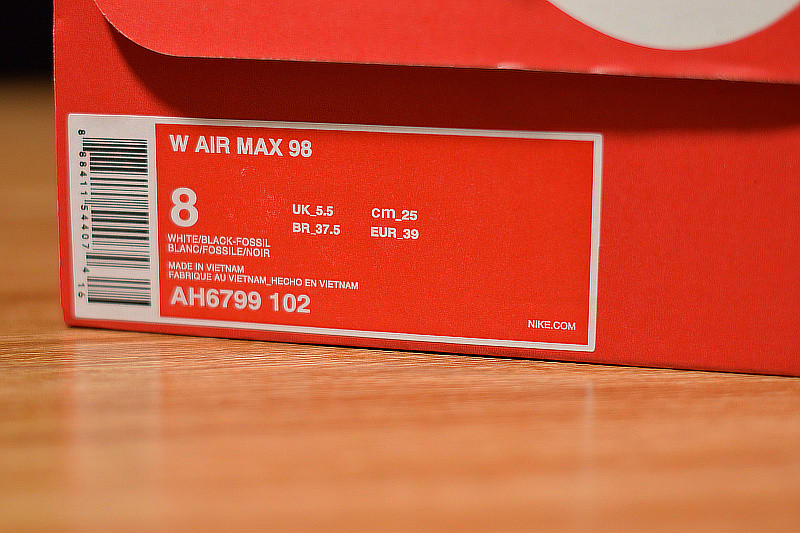 W AIR MAX 98
8
UK_5.5 cm_25
BR_37.5 EUR_39
WHITE/BLACK-FOSSIL
BLANC/FOSSILE/NOIR
MADE IN VIETNAM
FABRIQUE AU VIETNAM_HECHO EN VIETNAM
AH6799 102
NIKE.COM